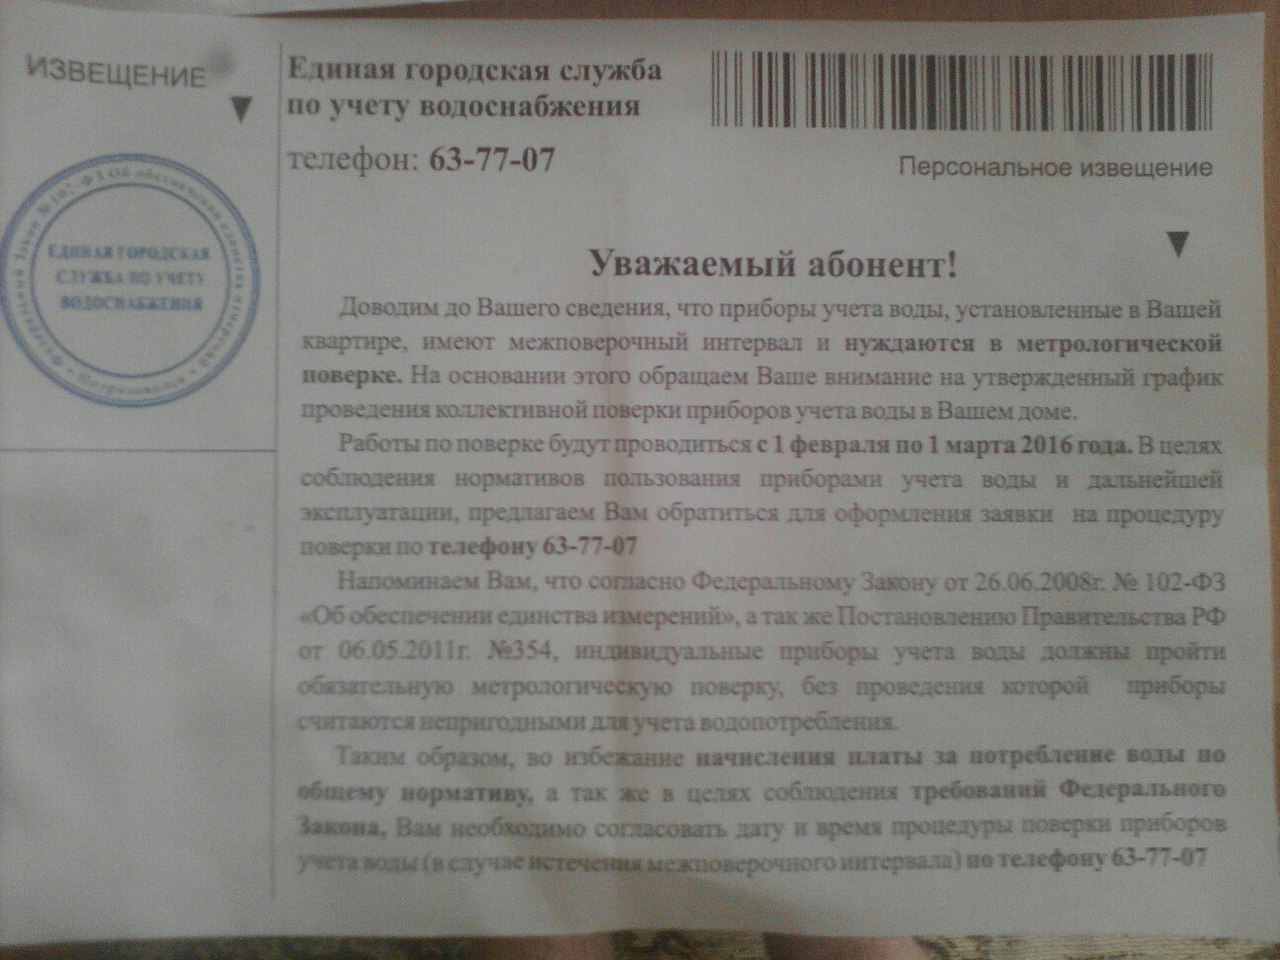 ИЗВЕЩЕНИЕ
Единая городская служба
по учету водоснабжения
телефон: 63-77-07
Персональное извещение
ЕДИНАЯ ГОРОДСКАЯ
СЛУЖБА ПО УЧЕТУ
ВОДОСНАБЖЕНИЯ
Уважаемый абонент!
Доводим до Вашего сведения, что приборы учета воды, установленные в Вашей
квартире, имеют межповерочный интервал и нуждаются в метрологической
поверке. На основании этого обращаем Ваше внимание на утвержденный график
проведения коллективной поверки приборов учета воды в Вашем доме.
Работы по поверке будут проводиться с 1 февраля по 1 марта 2016 года. В целях
соблюдения нормативов пользования приборами учета воды и дальнейшей
эксплуатации, предлагаем Вам обратиться для оформления заявки на процедуру
поверки по телефону 63-77-07
Напоминаем Вам, что согласно Федеральному Закону от 26.06.2008г. № 102-ФЗ
«Об обеспечении единства измерений», а так же Постановлению Правительства РФ
от 06.05.2011г. №354, индивидуальные приборы учета воды должны пройти
обязательную метрологическую поверку, без проведения которой приборы
считаются непригодными для учета водопотребления.
Таким образом, во избежание начисления платы за потребление воды по
общему нормативу, а так же в целях соблюдения требований Федерального
Закона, Вам необходимо согласовать дату и время процедуры поверки приборов
учета воды (в случае истечения межповерочного интервала) по телефону 63-77-07